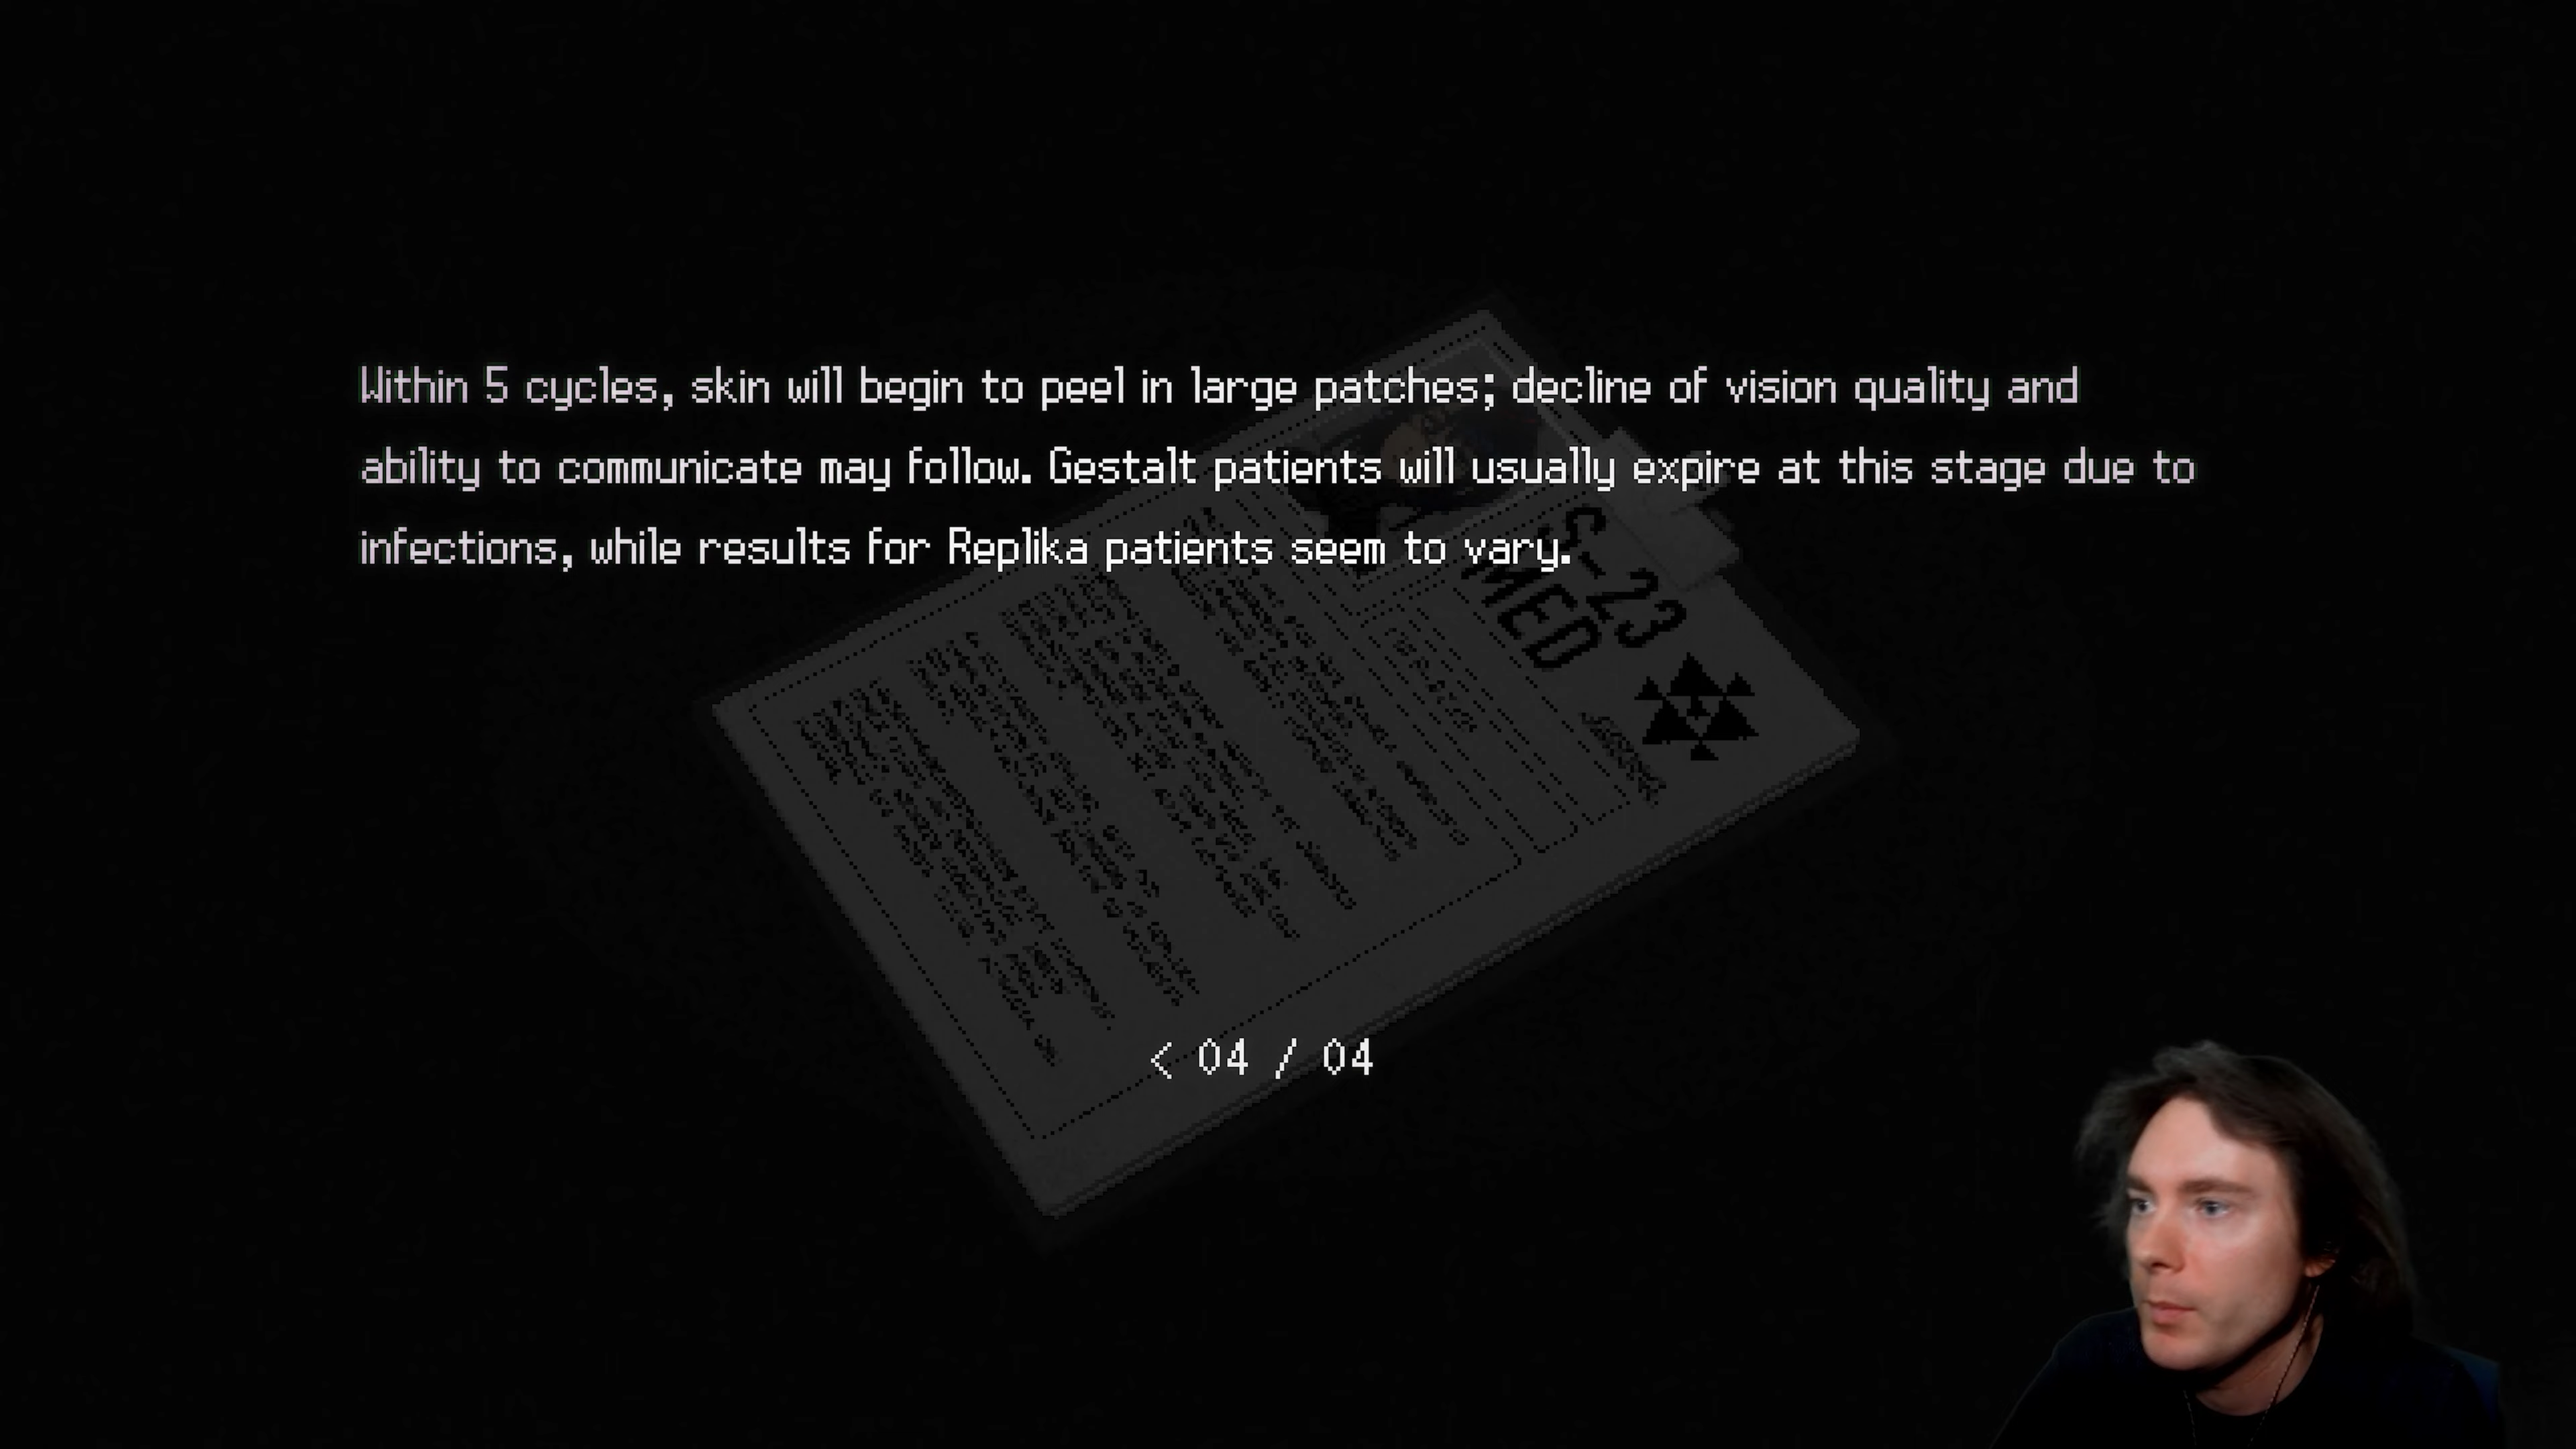 Within 5 cycles, skin will begin to peel in large patches; decline of vision quality and
ability to communicate may follow. Gestalt patients will usually expire at this stage due to
infections, while results for Replika patients seem to vary.
S-23
MED
< 04 / 04